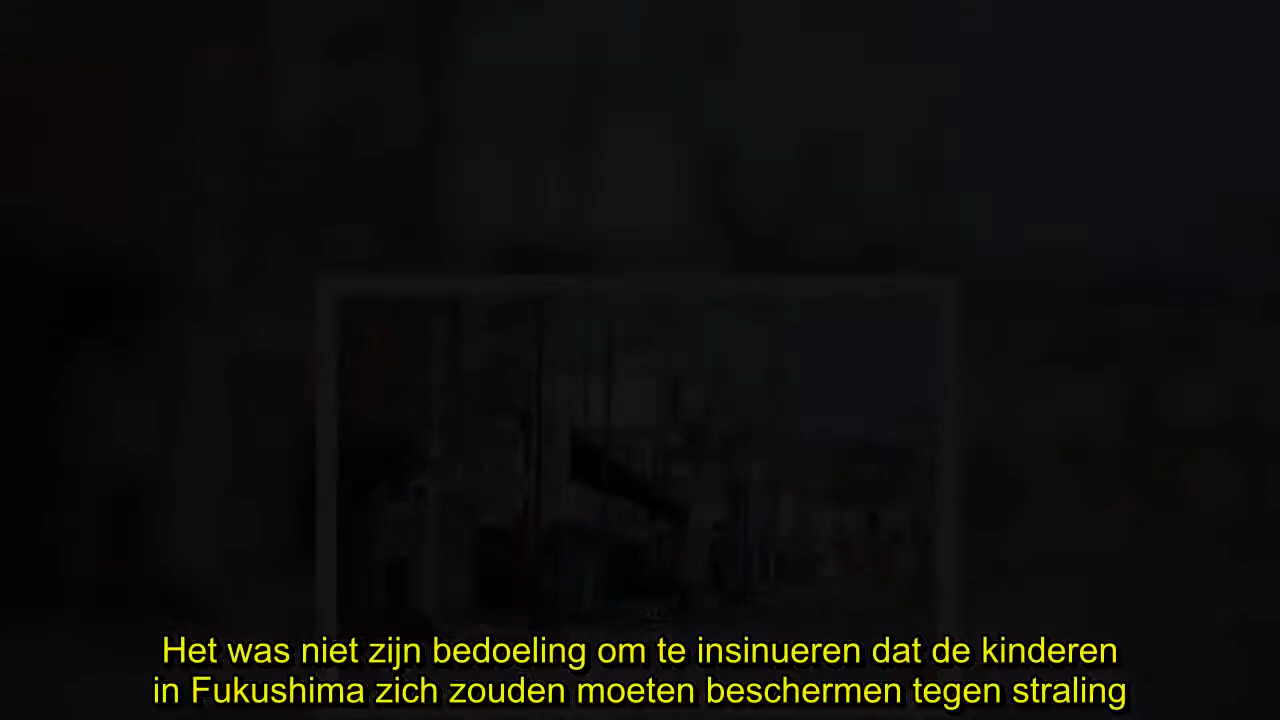 Het was niet zijn bedoeling om te insinueren dat de kinderen
in Fukushima zich zouden moeten beschermen tegen straling